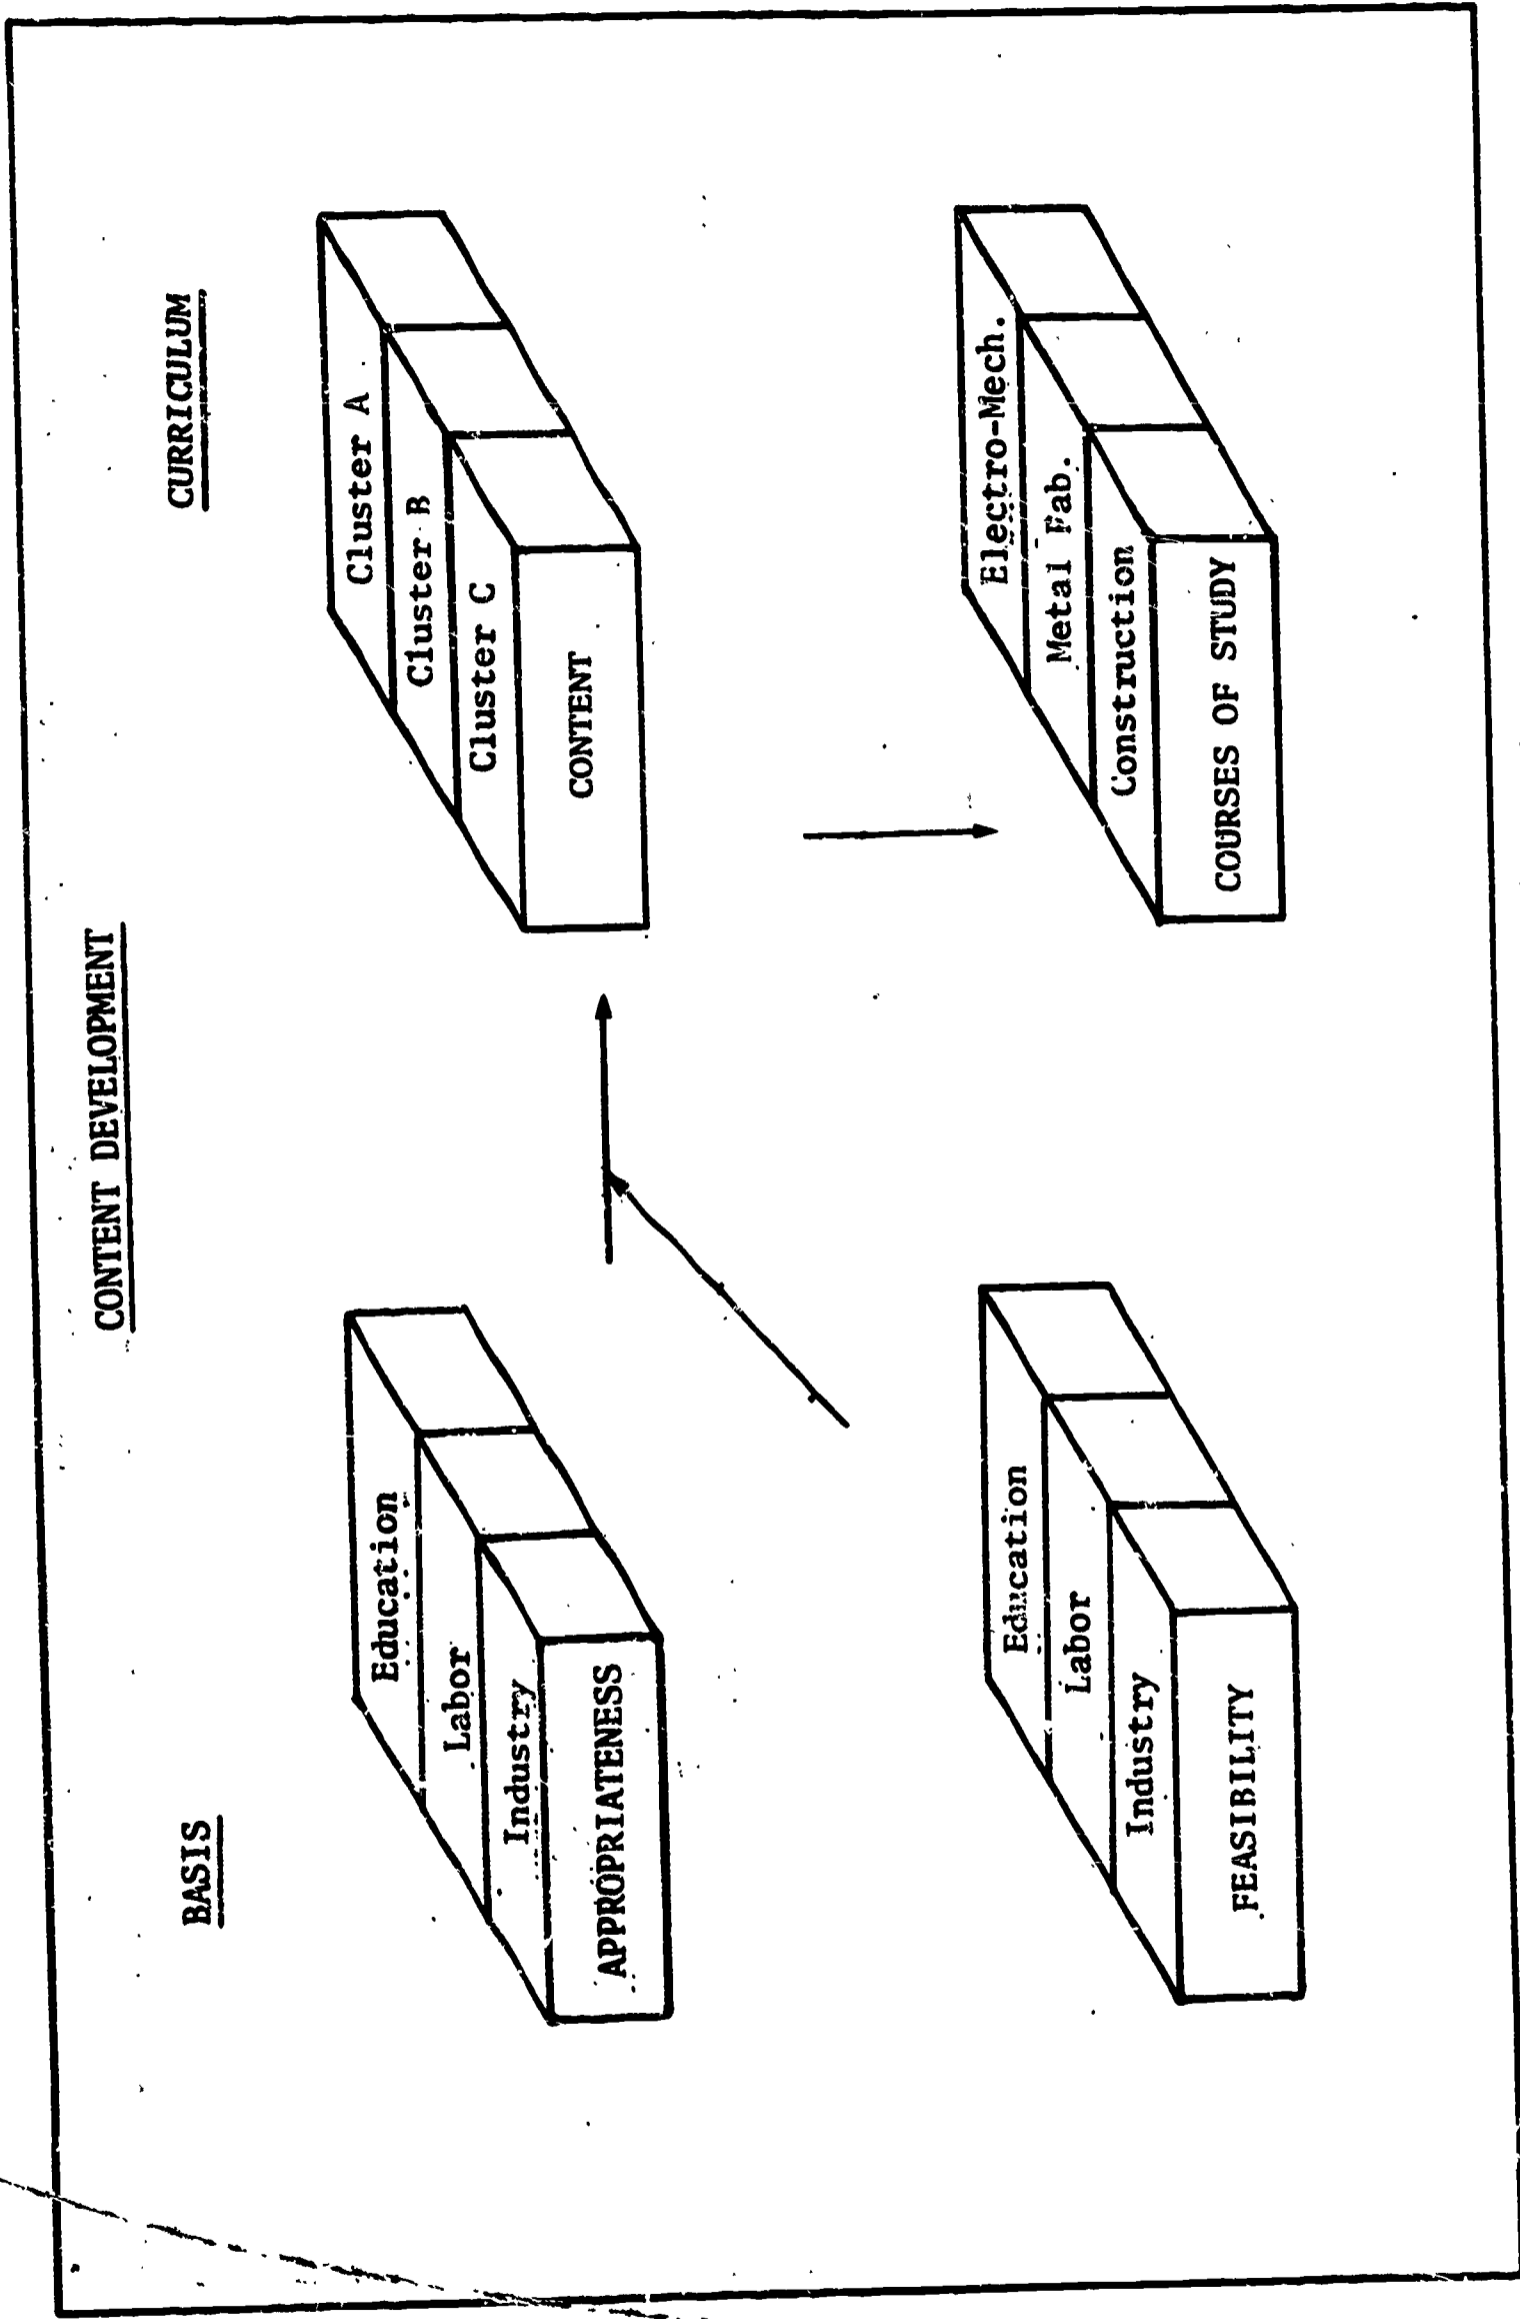 CONTENT DEVELOPMENT
BASIS
CURRICULUM
Education
Labor
Industry
APPROPRIATENESS
Cluster A
Cluster B
Cluster C
CONTENT
Education
Labor
Industry
FEASIBILITY
Electro-Mech.
Metal Fab.
Construction
COURSES OF STUDY